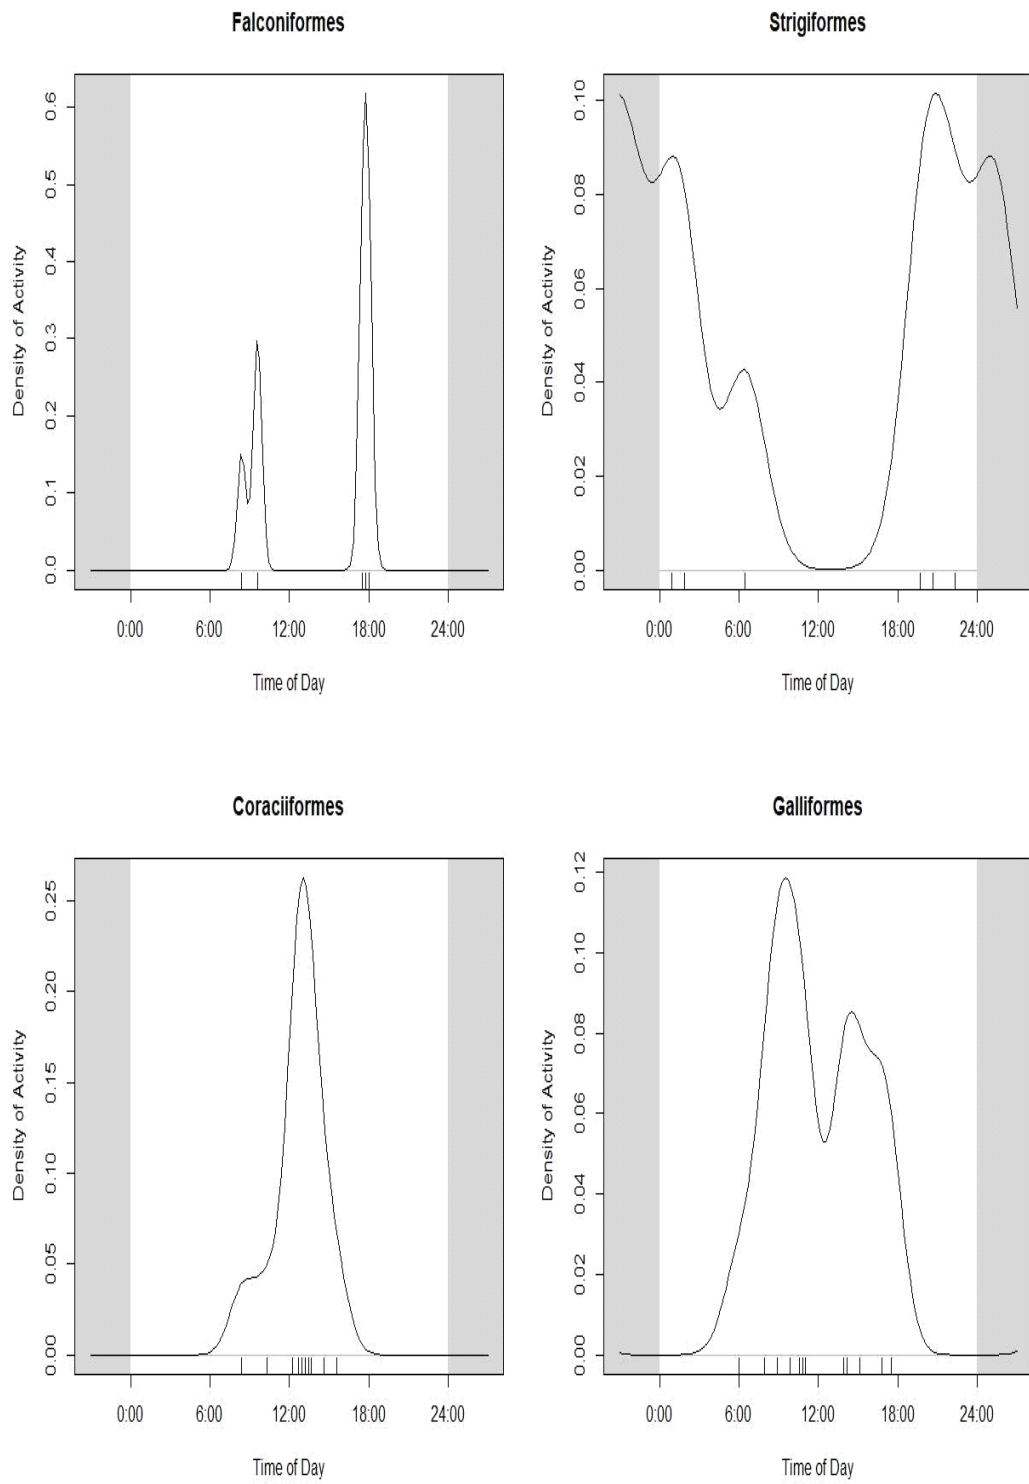 Falconiformes
Density of Activity
0.6
0.5
0.4
0.3
0.2
0.1
0.0
0:00 6:00 12:00 18:00 24:00
Time of Day
Strigiformes
Density of Activity
0.10
0.08
0.06
0.04
0.02
0.00
0:00 6:00 12:00 18:00 24:00
Time of Day
Coraciiformes
Density of Activity
0.25
0.20
0.15
0.10
0.05
0.00
0:00 6:00 12:00 18:00 24:00
Time of Day
Galliformes
Density of Activity
0.12
0.10
0.08
0.06
0.04
0.02
0.00
0:00 6:00 12:00 18:00 24:00
Time of Day